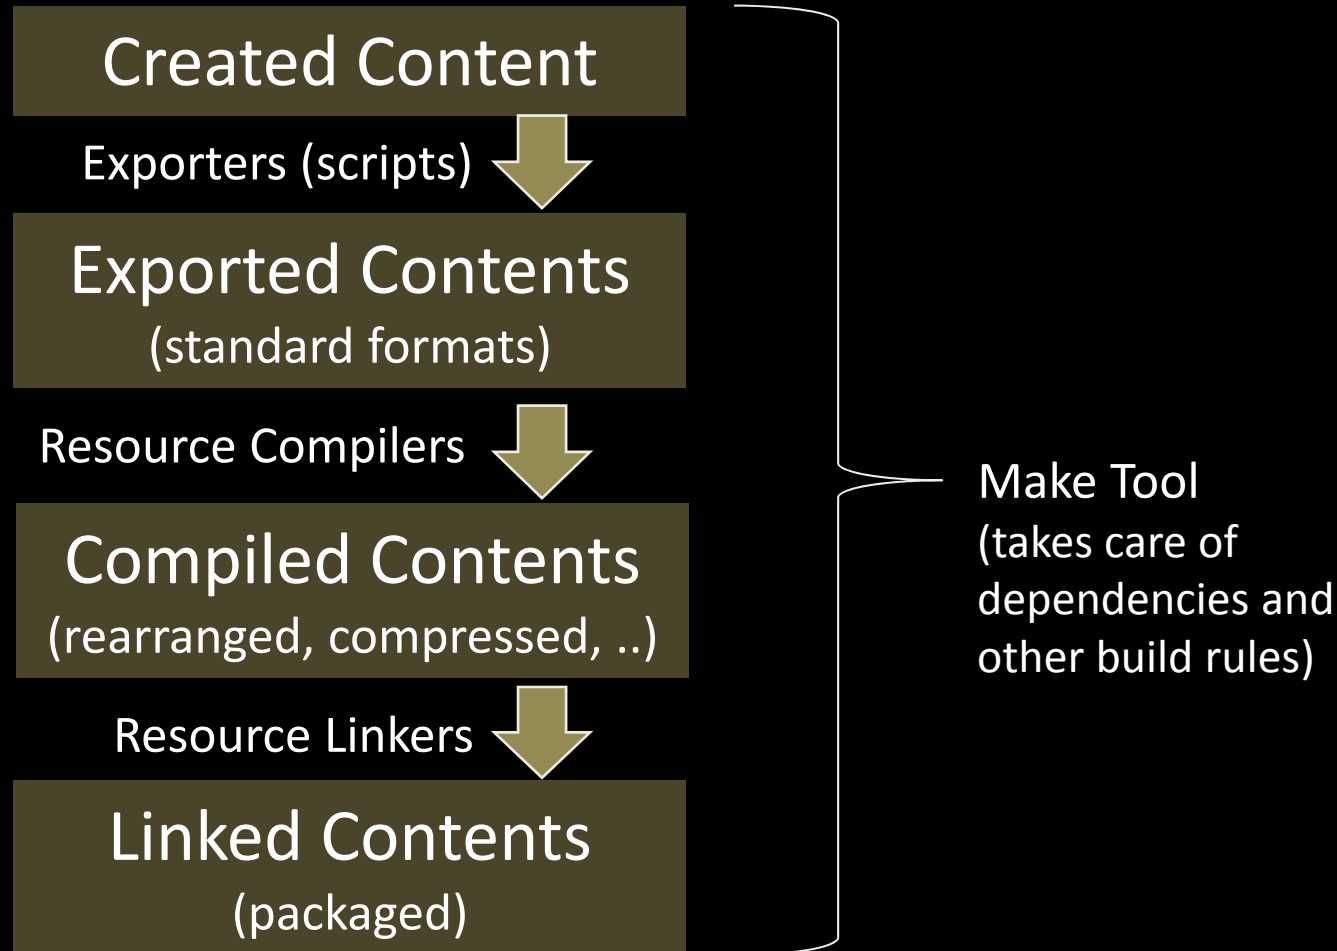 Created Content
Exporters (scripts)
Exported Contents
(standard formats)
Resource Compilers
Compiled Contents
(rearranged, compressed, ..)
Resource Linkers
Linked Contents
(packaged)
Make Tool
(takes care of
dependencies and
other build rules)